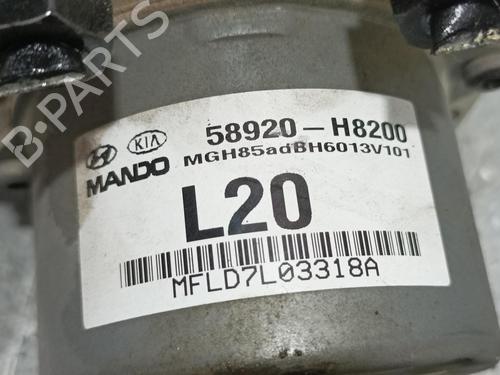 B-Parts
KIA
58920-H8200
MANDO
MGH85adBH6013V101
L20
MFLD7L03318A